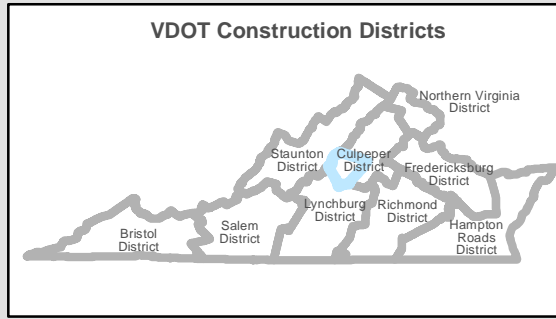 VDOT Construction Districts
Northern Virginia
District
Staunton
District
Culpeper
District
Fredericksburg
District
Lynchburg
District
Richmond
District
Bristol
District
Salem
District
Hampton
Roads
District